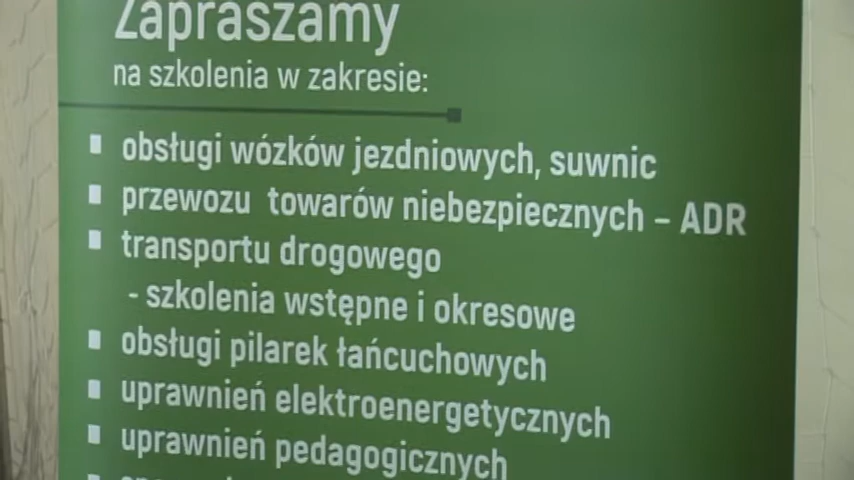 Zapraszamy
na szkolenia w zakresie:
obsługi wózków jezdniowych, suwnic
przewozu towarów niebezpiecznych – ADR
transportu drogowego
- szkolenia wstępne i okresowe
obsługi pilarek łańcuchowych
uprawnień elektroenergetycznych
uprawnień pedagogicznych